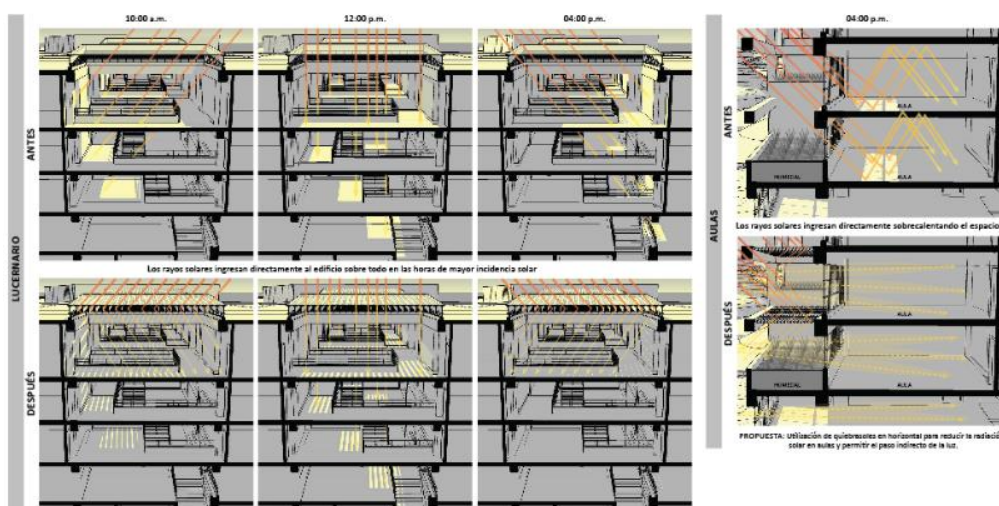 10:00 a.m.
12:00 p.m.
04:00 p.m.
LUCERNARIO
ANTES
Los rayos solares ingresan directamente al edificio sobre todo en las horas de mayor incidencia solar
DESPUÉS
04:00 p.m.
AULAS
ANTES
AULA
AULA
Los rayos solares ingresan directamente sobrecalentando el espacio
DESPUÉS
AULA
AULA
PROPUESTA: Utilización de quiebrasoles en horizontal para reducir la radiació
solar en aulas y permitir el paso indirecto de la luz.